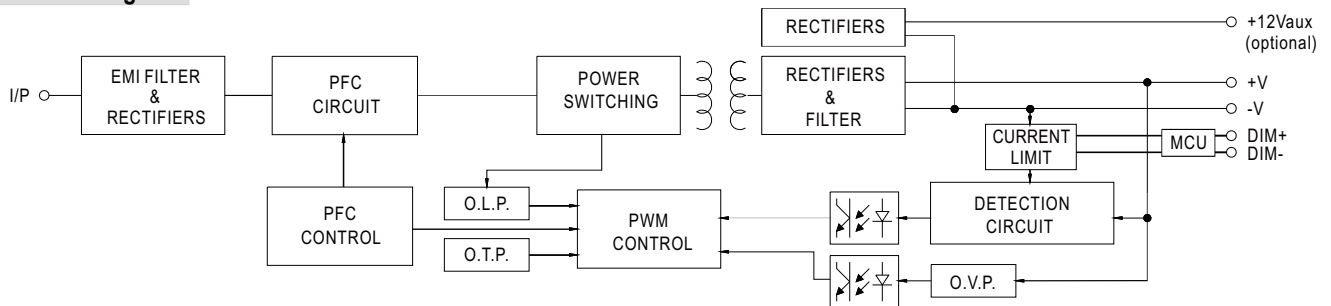 RECTIFIERS
+12Vaux
(optional)
I/P
EMI FILTER
&
RECTIFIERS
PFC
CIRCUIT
POWER
SWITCHING
RECTIFIERS
&
FILTER
+V
-V
CURRENT
LIMIT
MCU
DIM+
DIM-
PFC
CONTROL
O.L.P.
O.T.P.
PWM
CONTROL
DETECTION
CIRCUIT
O.V.P.